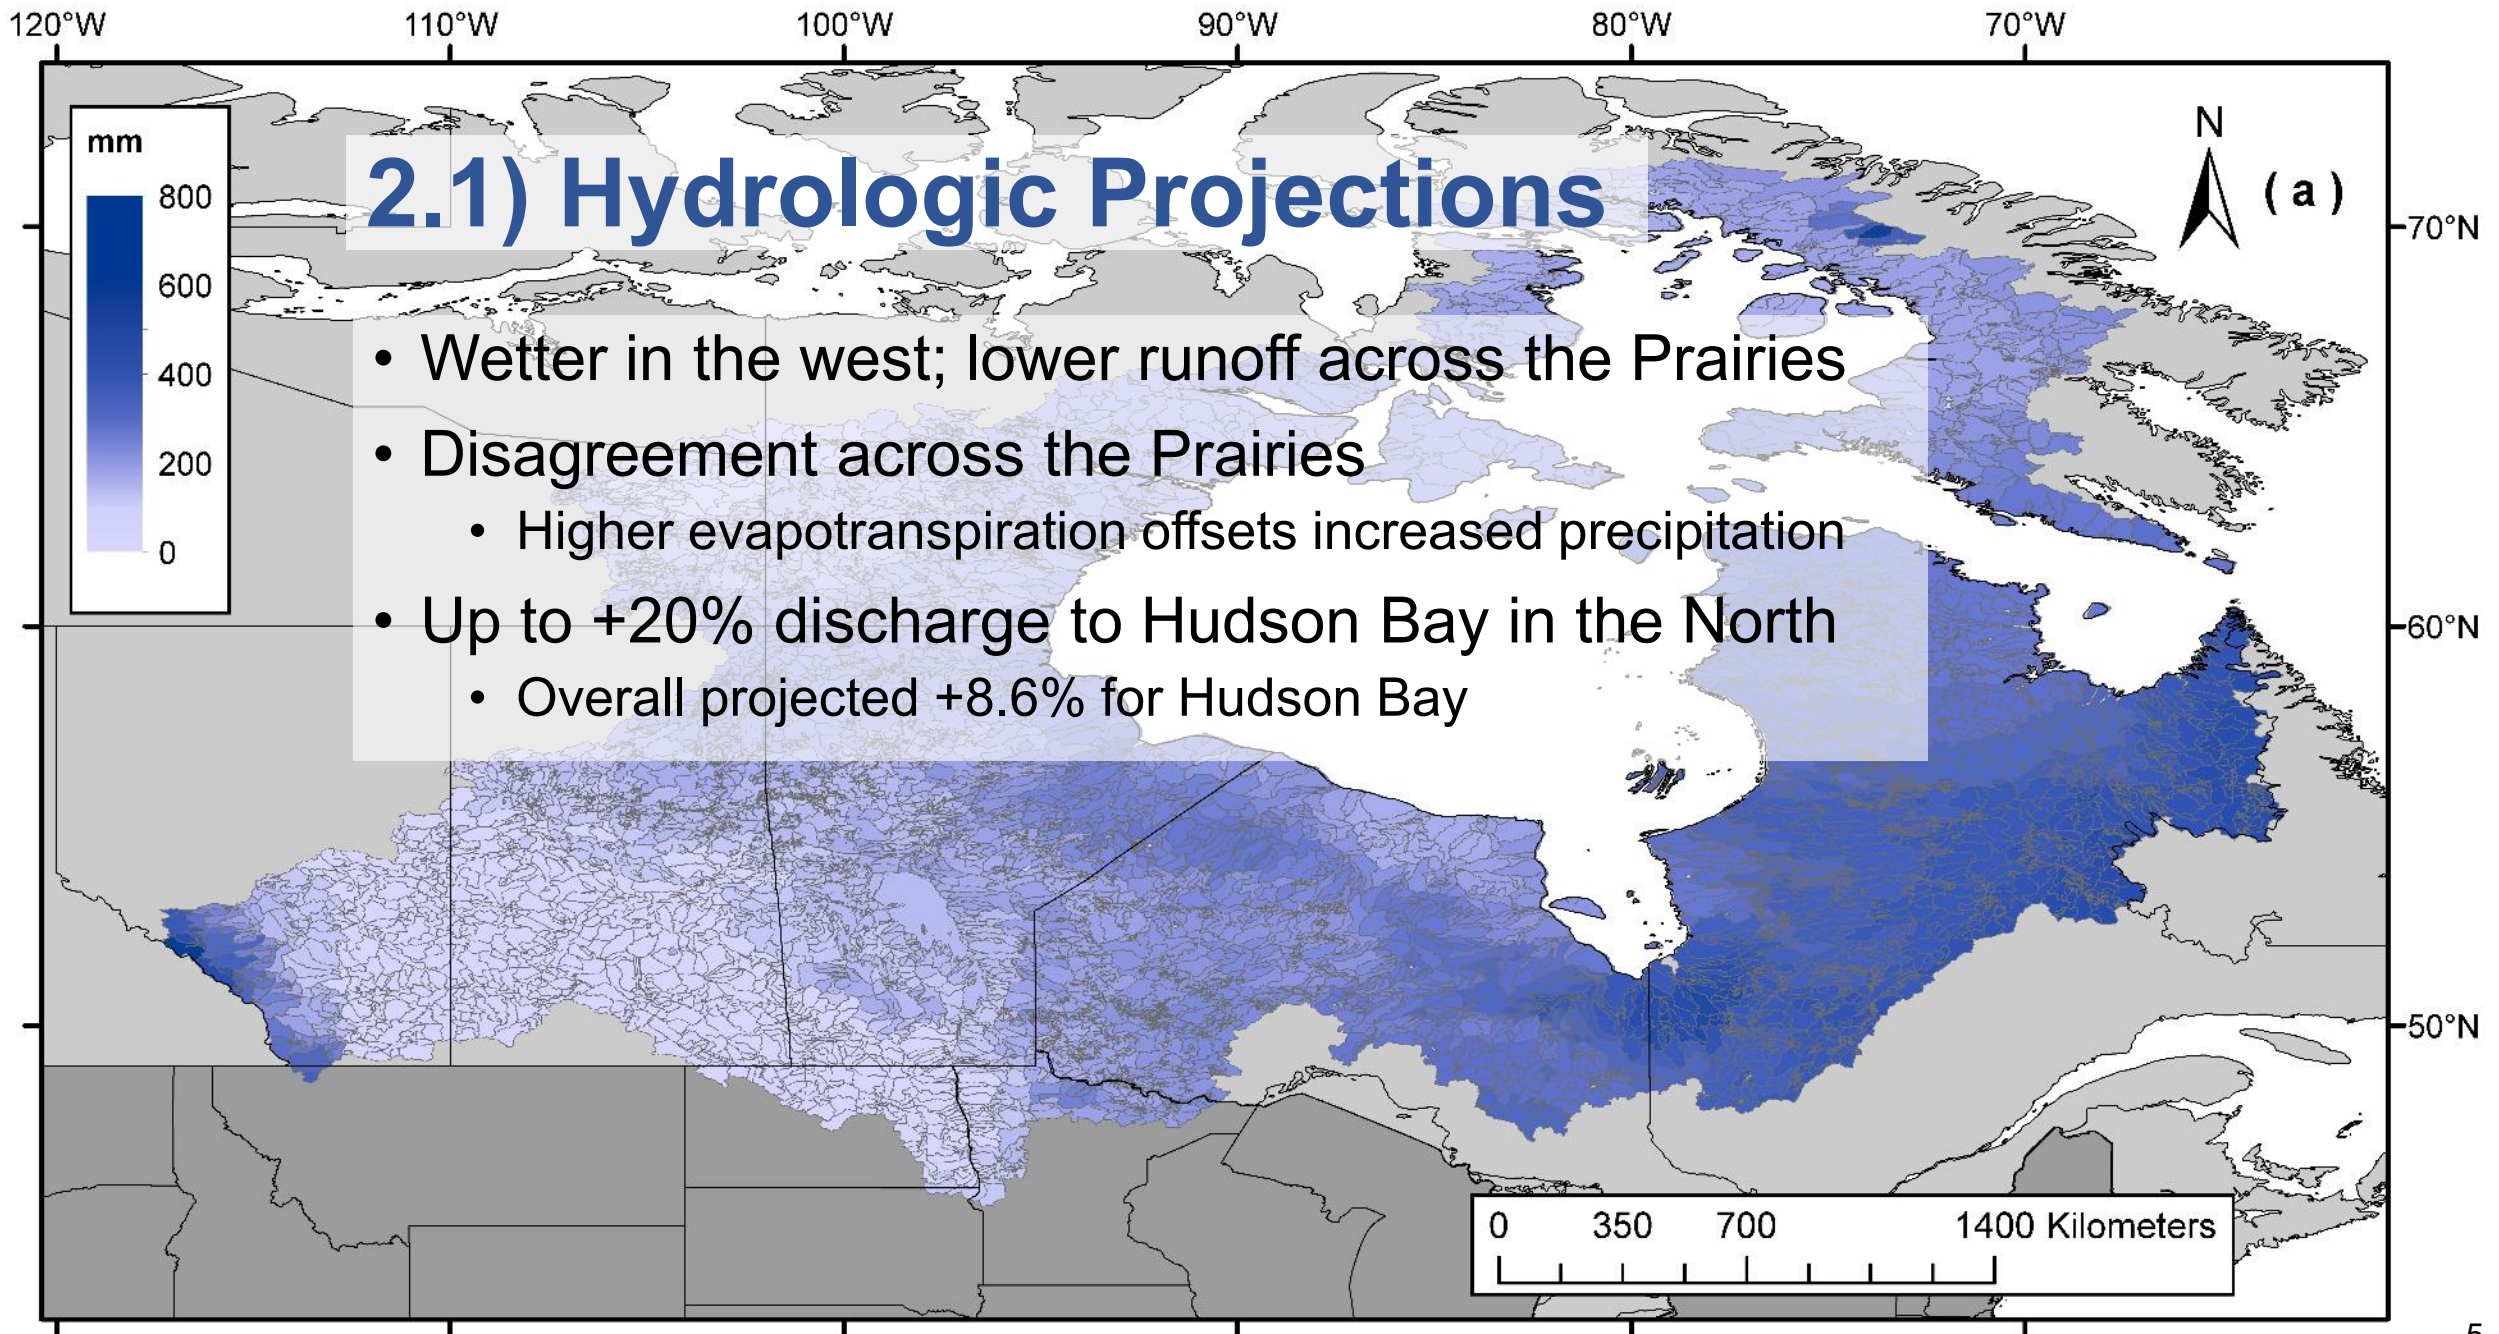 120°W 110°W 100°W 90°W 80°W 70°W
mm
800
600
400
200
0
N
( a )
70°N
60°N
50°N
2.1) Hydrologic Projections
• Wetter in the west; lower runoff across the Prairies
• Disagreement across the Prairies
• Higher evapotranspiration offsets increased precipitation
• Up to +20% discharge to Hudson Bay in the North
• Overall projected +8.6% for Hudson Bay
0 350 700 1400 Kilometers
5